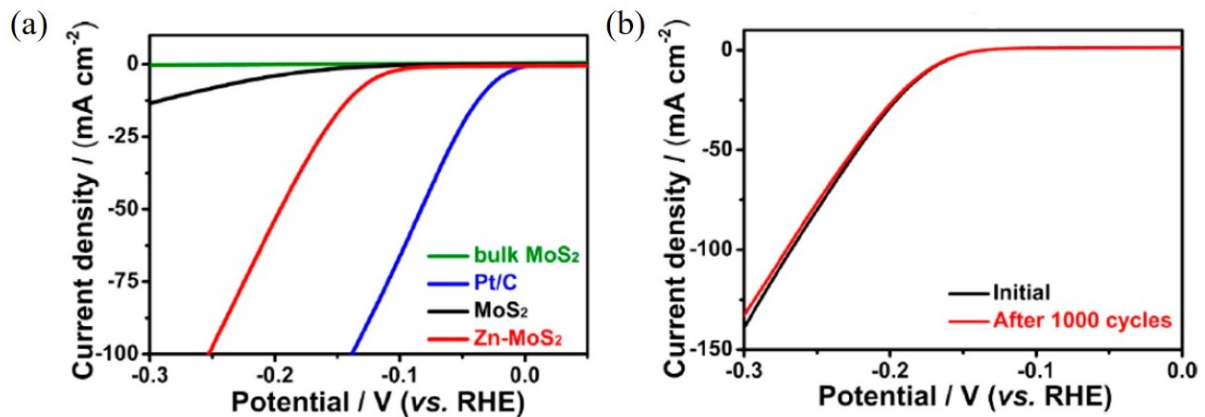 (a)
Current density / (mA cm⁻²)
0
-25
-50
-75
-100
bulk MoS₂
Pt/C
MoS₂
Zn-MoS₂
-0.3
-0.2
-0.1
0.0
Potential / V (vs. RHE)
(b)
Current density / (mA cm⁻²)
0
-50
-100
-150
Initial
After 1000 cycles
-0.3
-0.2
-0.1
0.0
Potential / V (vs. RHE)